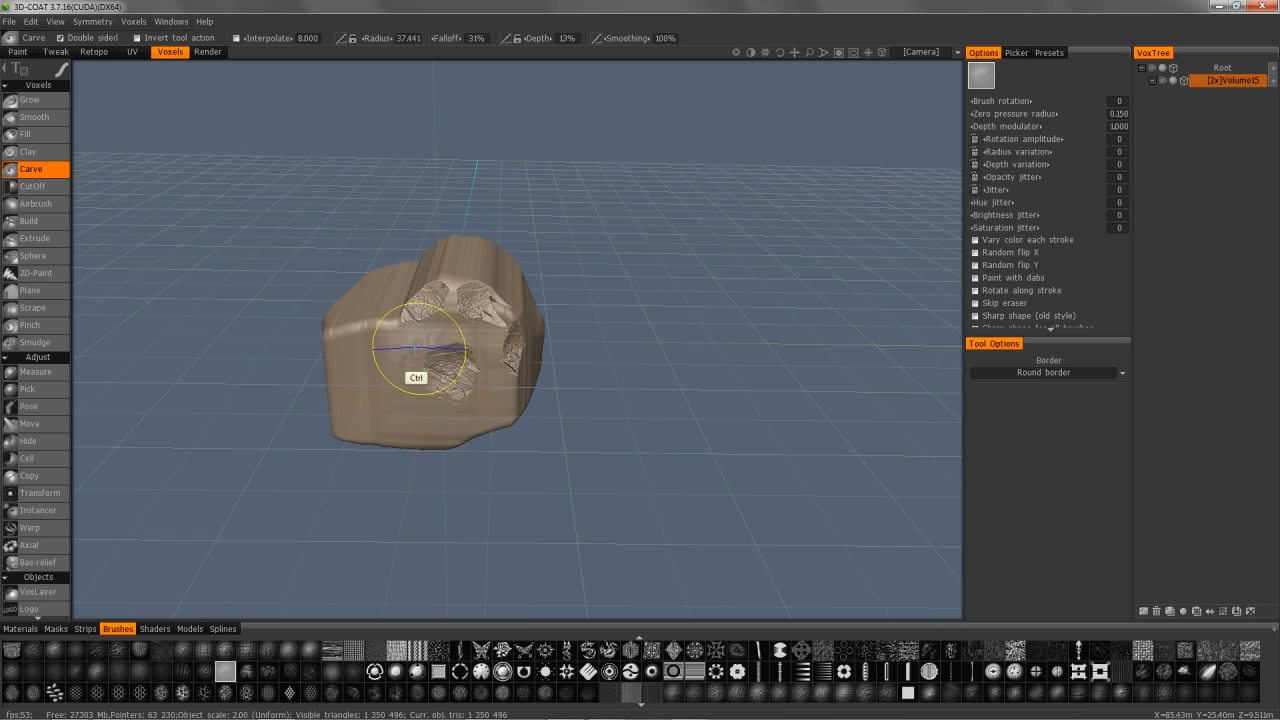 3D-COAT 3.7.16(CUDA)(DX64)
File Edit View Symmetry Voxels Windows Help
Carve Double sided Invert tool action Interpolate: 8.000 Radius: 37.441 Falloff: 31% Depth: 13% Smoothing: 100%
Paint Tweak Retopo UV Voxels Render [Camera] Options Picker Presets VoxTree
Voxels
Grow
Smooth
Fill
Clay
Carve
CutOff
Airbrush
Build
Extrude
Sphere
2D-Paint
Plane
Scrape
Pinch
Smudge
Adjust
Measure
Pick
Pose
Move
Hide
Cell
Copy
Transform
Instancer
Warp
Axial
Bas-relief
Objects
VoxLayer
LOGO Logo
Ctrl
Brush rotation 0
Zero pressure radius 0.150
Depth modulator 1.000
Rotation amplitude 0
Radius variation 0
Depth variation 0
Opacity jitter 0
Jitter 0
Hue jitter 0
Brightness jitter 0
Saturation jitter 0
Vary color each stroke
Random flip X
Random flip Y
Paint with dabs
Rotate along stroke
Skip eraser
Sharp shape (old style)
Tool Options
Border
Round border
Root
[2x]Volume15
Materials Masks Strips Brushes Shaders Models Splines
fps:53; Free: 27303_Mb,Pointers: 63 230;Object scale: 2.00 (Uniform); Visible triangles: 1 350 496; Curr. obj. tris: 1 350 496 X=85.43m Y=25.40m Z=9.511m